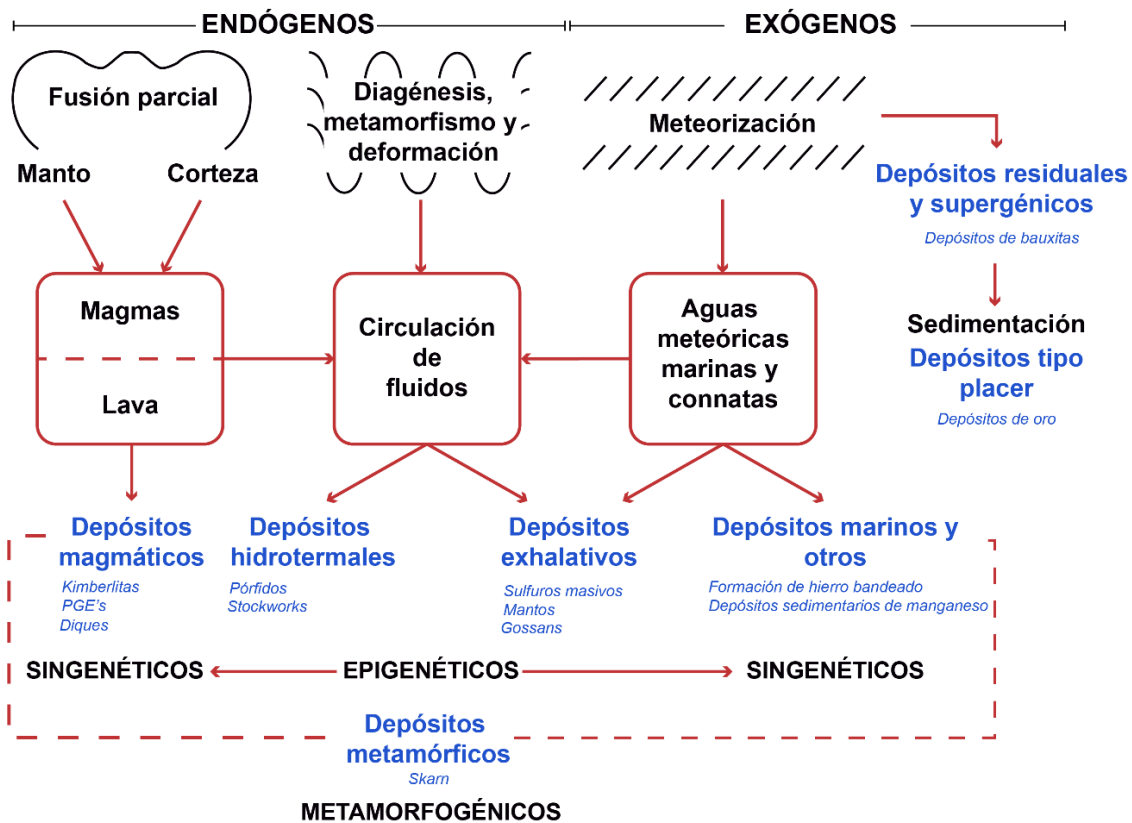 ENDÓGENOS
EXÓGENOS
Fusión parcial
Manto
Corteza
Diagénesis,
metamorfismo y
deformación
Meteorización
Depósitos residuales
y supergénicos
Depósitos de bauxitas
Magmas
Lava
Circulación
de
fluidos
Aguas
meteóricas
marinas y
connatas
Sedimentación
Depósitos tipo
placer
Depósitos de oro
Depósitos
magmáticos
Kimberlitas
PGE's
Diques
Depósitos
hidrotermales
Pórfidos
Stockworks
Depósitos
exhalativos
Sulfuros masivos
Mantos
Gossans
Depósitos marinos y
otros
Formación de hierro bandeado
Depósitos sedimentarios de manganeso
SINGENÉTICOS
EPIGENÉTICOS
SINGENÉTICOS
Depósitos
metamórficos
Skarn
METAMORFOGÉNICOS